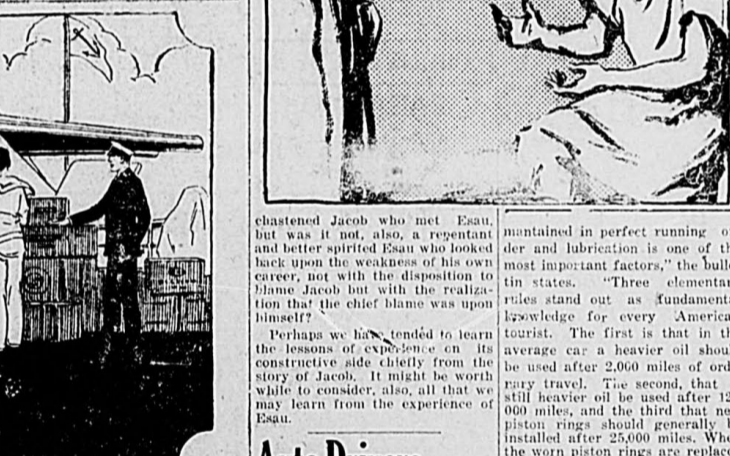 chastened Jacob who met Esau,
but was it not, also, a repentant
and better spirited Esau who looked
back upon the weakness of his own
career, not with the disposition to
blame Jacob but with the realiza-
tion that the chief blame was upon
himself?
Perhaps we have tended to learn
the lessons of experience on its
constructive side chiefly from the
story of Jacob. It might be worth
while to consider, also, all that we
may learn from the experience of
Esau.
mantained in perfect running o
der and lubrication is one of th
most important factors," the bulle
tin states. "Three elementar
rules stand out as fundamenta
knowledge for every America
tourist. The first is that in th
average car a heavier oil shoul
be used after 2,000 miles of ord
nary travel. The second, that
still heavier oil be used after 12
000 miles, and the third that ne
piston rings should generally b
installed after 25,000 miles. Whe
the worn piston rings are replace